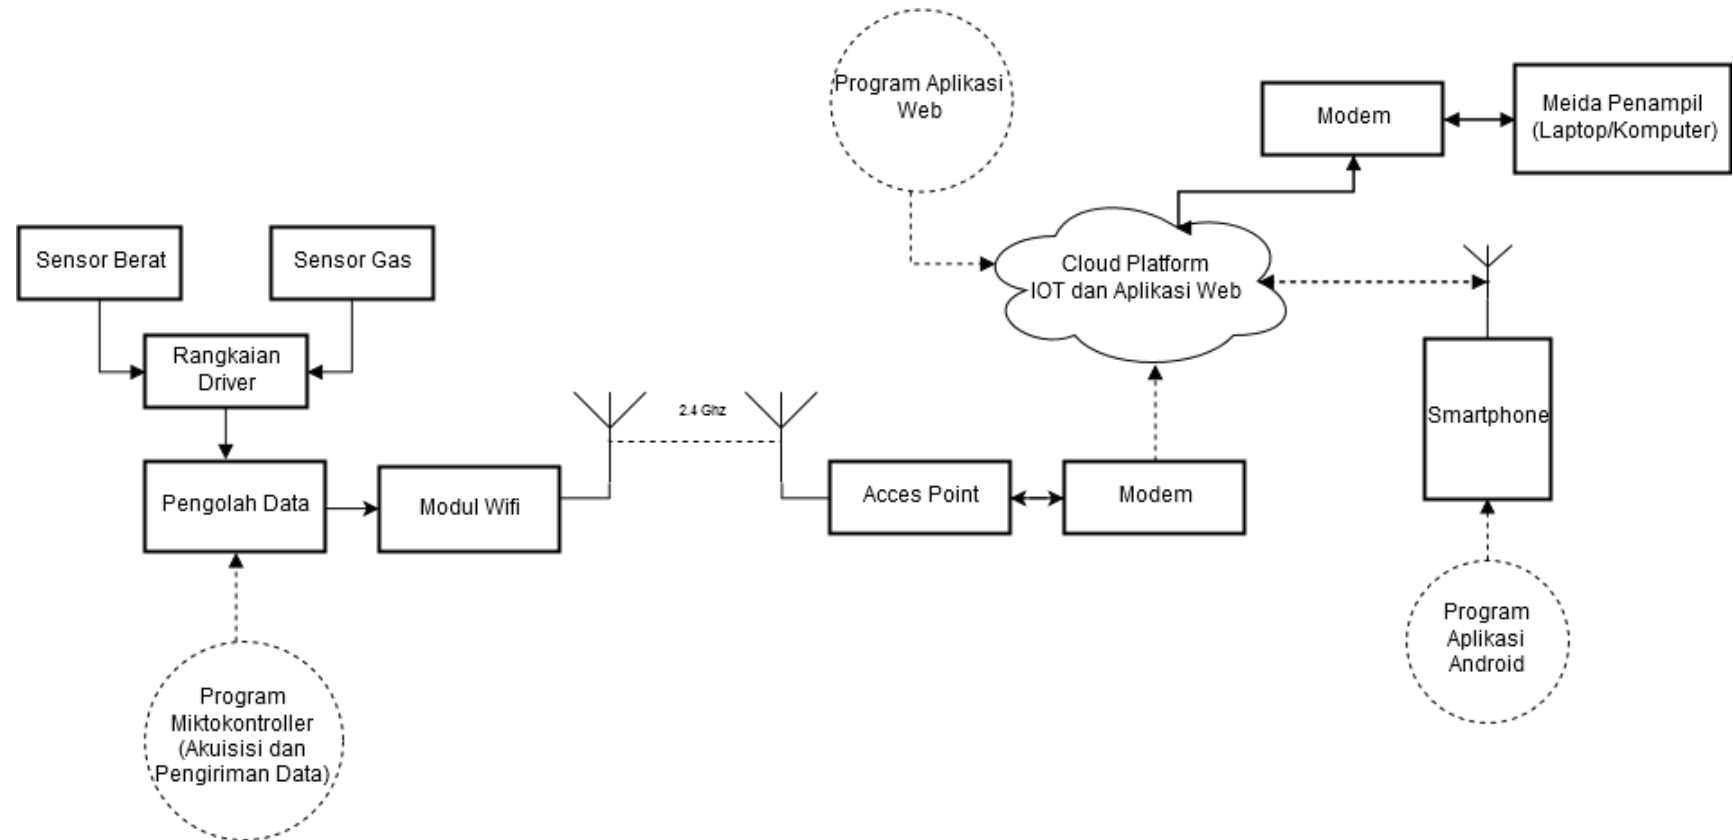 Program Aplikasi
Web
Modem
Meida Penampil
(Laptop/Komputer)
Sensor Berat
Sensor Gas
Cloud Platform
IOT dan Aplikasi Web
Rangkaian
Driver
2.4 Ghz
Smartphone
Pengolah Data
Modul Wifi
Acces Point
Modem
Program
Aplikasi
Android
Program
Miktokontroller
(Akuisisi dan
Pengiriman Data)